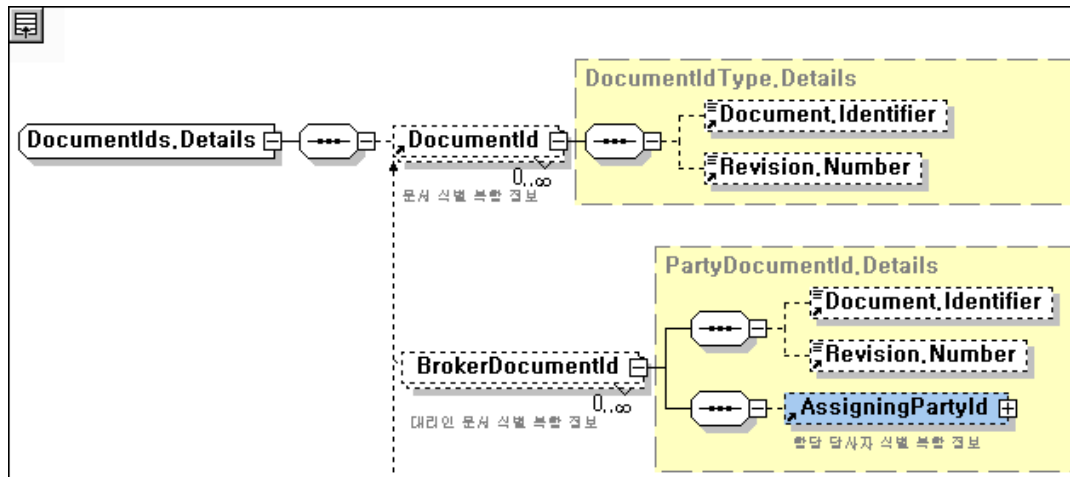 DocumentIdType.Details
DocumentIds.Details
DocumentId
Document.Identifier
Revision.Number
0..∞
문서 식별 복합 정보
PartyDocumentId.Details
Document.Identifier
Revision.Number
BrokerDocumentId
0..∞
대리인 문서 식별 복합 정보
AssigningPartyId
할당 당사자 식별 복합 정보